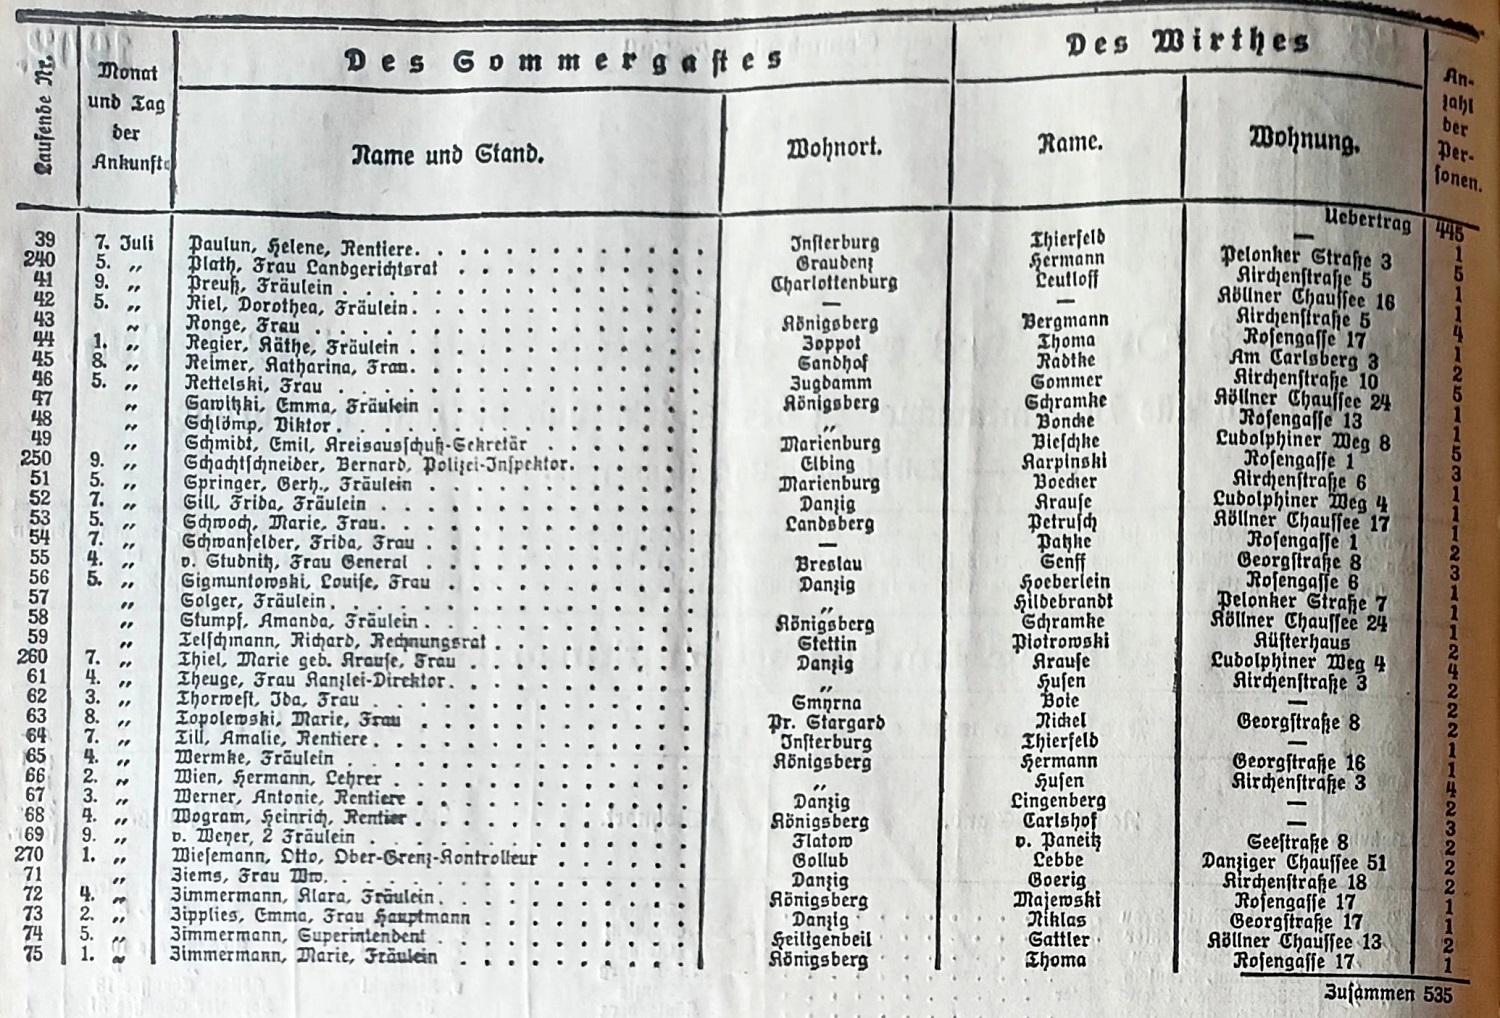 Laufende Nr.
Monat und Tag der Ankunft
Des Sommergastes
Des Wirthes
Anzahl der Personen.
Name und Stand.
Wohnort.
Name.
Wohnung.
Uebertrag 445
39 7. Juli Paulun, Helene, Rentiere. Insterburg Thierfeld — 1
240 5. „ Plath, Frau Landgerichtsrat Graudenz Hermann Pelonker Straße 3 5
41 9. „ Preuß, Fräulein Charlottenburg Leutloff Kirchenstraße 5 1
42 5. „ Riel, Dorothea, Fräulein. — — Köllner Chaussee 16 1
43 „ Ronge, Frau Königsberg Bergmann Kirchenstraße 5 4
44 1. „ Regier, Käthe, Fräulein Zoppot Thoma Rosengasse 17 1
45 8. „ Reimer, Katharina, Frau. Sandhof Radtke Am Carlsberg 3 2
46 5. „ Rettelski, Frau Zugdamm Sommer Kirchenstraße 10 5
47 „ Sawitzki, Emma, Fräulein Königsberg Schramke Köllner Chaussee 24 1
48 „ Schlömp, Viktor. „ Boncke Rosengasse 13 1
49 „ Schmidt, Emil, Kreisausschuß-Sekretär Marienburg Bieschke Ludolphiner Weg 8 5
250 9. „ Schachtschneider, Bernard, Polizei-Inspektor. Elbing Karpinski Rosengasse 1 3
51 5. „ Springer, Gerh., Fräulein Marienburg Boecker Kirchenstraße 6 1
52 7. „ Sill, Frida, Fräulein Danzig Krause Ludolphiner Weg 4 1
53 5. „ Schwoch, Marie, Frau. Landsberg Petrusch Köllner Chaussee 17 1
54 7. „ Schwanfelder, Frida, Frau — Patzke Rosengasse 1 2
55 4. „ v. Studnitz, Frau General Breslau Senff Georgstraße 8 3
56 5. „ Sigmuntowski, Louise, Frau Danzig Hoeberlein Rosengasse 6 1
57 „ Solger, Fräulein. „ Hildebrandt Pelonker Straße 7 1
58 „ Stumpf, Amanda, Fräulein. Königsberg Schramke Köllner Chaussee 24 1
59 „ Telschmann, Richard, Rechnungsrat Stettin Piotrowski Küsterhaus 2
260 7. „ Thiel, Marie geb. Krause, Frau Danzig Krause Ludolphiner Weg 4 4
61 4. „ Theuge, Frau Kanzlei-Direktor. „ Husen Kirchenstraße 3 2
62 3. „ Thorwest, Ida, Frau Smyrna Bote — 2
63 8. „ Topolewski, Marie, Frau Pr. Stargard Nickel Georgstraße 8 2
64 7. „ Till, Amalie, Rentiere. Insterburg Thierfeld — 1
65 4. „ Wermke, Fräulein Königsberg Hermann Georgstraße 16 1
66 2. „ Wien, Hermann, Lehrer „ Husen Kirchenstraße 3 4
67 3. „ Werner, Antonie, Rentiere Danzig Lingenberg — 2
68 4. „ Wogram, Heinrich, Rentier Königsberg Carlshof — 3
69 9. „ v. Weyer, 2 Fräulein Flatow v. Paneitz Seestraße 8 2
270 1. „ Wiesemann, Otto, Ober-Grenz-Kontrolleur Gollub Lebbe Danziger Chaussee 51 2
71 „ Ziems, Frau Ww. Danzig Goerig Kirchenstraße 18 2
72 4. „ Zimmermann, Klara, Fräulein. Königsberg Majewski Rosengasse 17 1
73 2. „ Zipplies, Emma, Frau Hauptmann Danzig Niklas Georgstraße 17 1
74 5. „ Zimmermann, Superintendent Heiligenbeil Sattler Köllner Chaussee 13 2
75 1. „ Zimmermann, Marie, Fräulein Königsberg Thoma Rosengasse 17 1
Zusammen 535